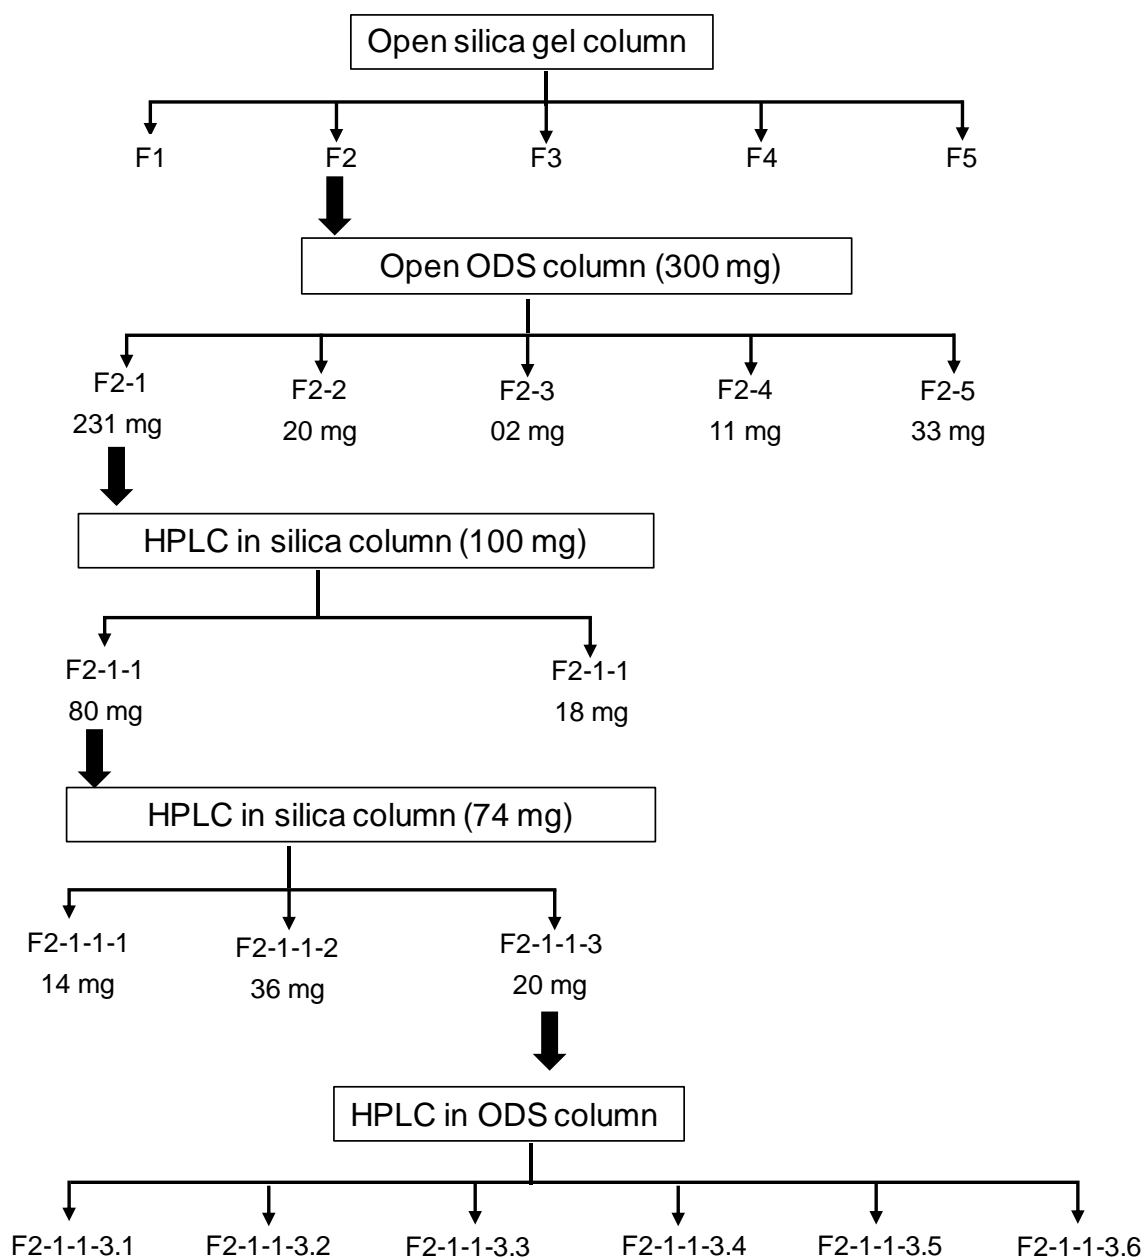 Open silica gel column
F1
F2
F3
F4
F5
Open ODS column (300 mg)
F2-1
F2-2
F2-3
F2-4
F2-5
231 mg
20 mg
02 mg
11 mg
33 mg
HPLC in silica column (100 mg)
F2-1-1
F2-1-1
80 mg
18 mg
HPLC in silica column (74 mg)
F2-1-1-1
F2-1-1-2
F2-1-1-3
14 mg
36 mg
20 mg
HPLC in ODS column
F2-1-1-3.1
F2-1-1-3.2
F2-1-1-3.3
F2-1-1-3.4
F2-1-1-3.5
F2-1-1-3.6